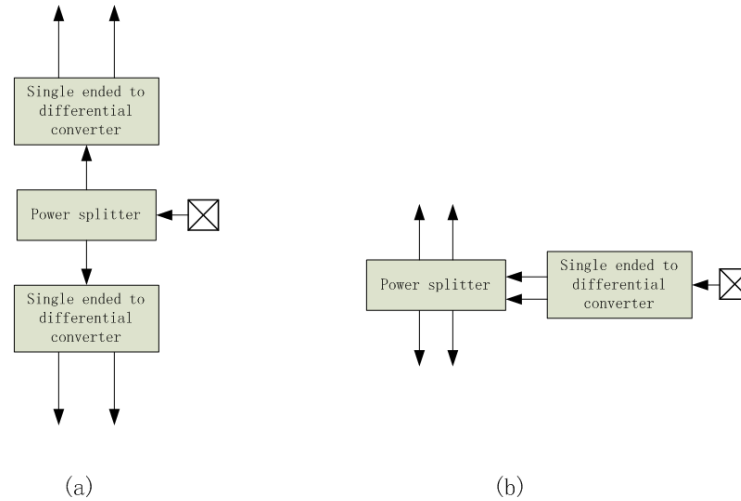 Single ended to
differential
converter
Power splitter
Single ended to
differential
converter
(a)
Power splitter
Single ended to
differential
converter
(b)